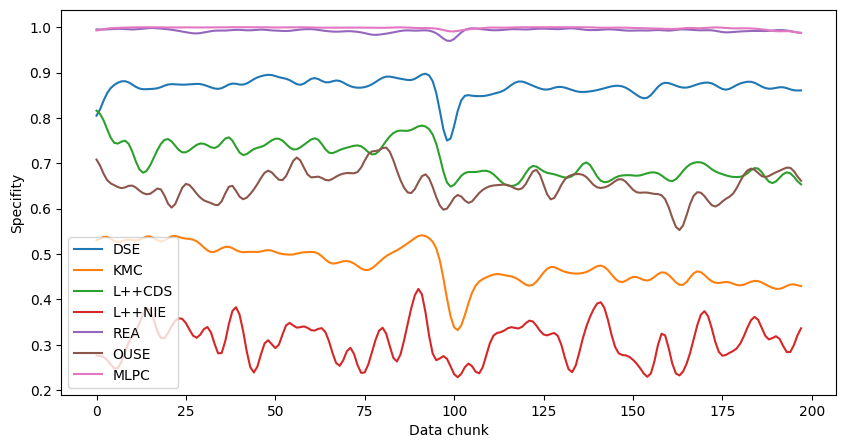 1.0
0.9
0.8
0.7
0.6
0.5
0.4
0.3
0.2
Specifity
DSE
KMC
L++CDS
L++NIE
REA
OUSE
MLPC
0
25
50
75
100
125
150
175
200
Data chunk